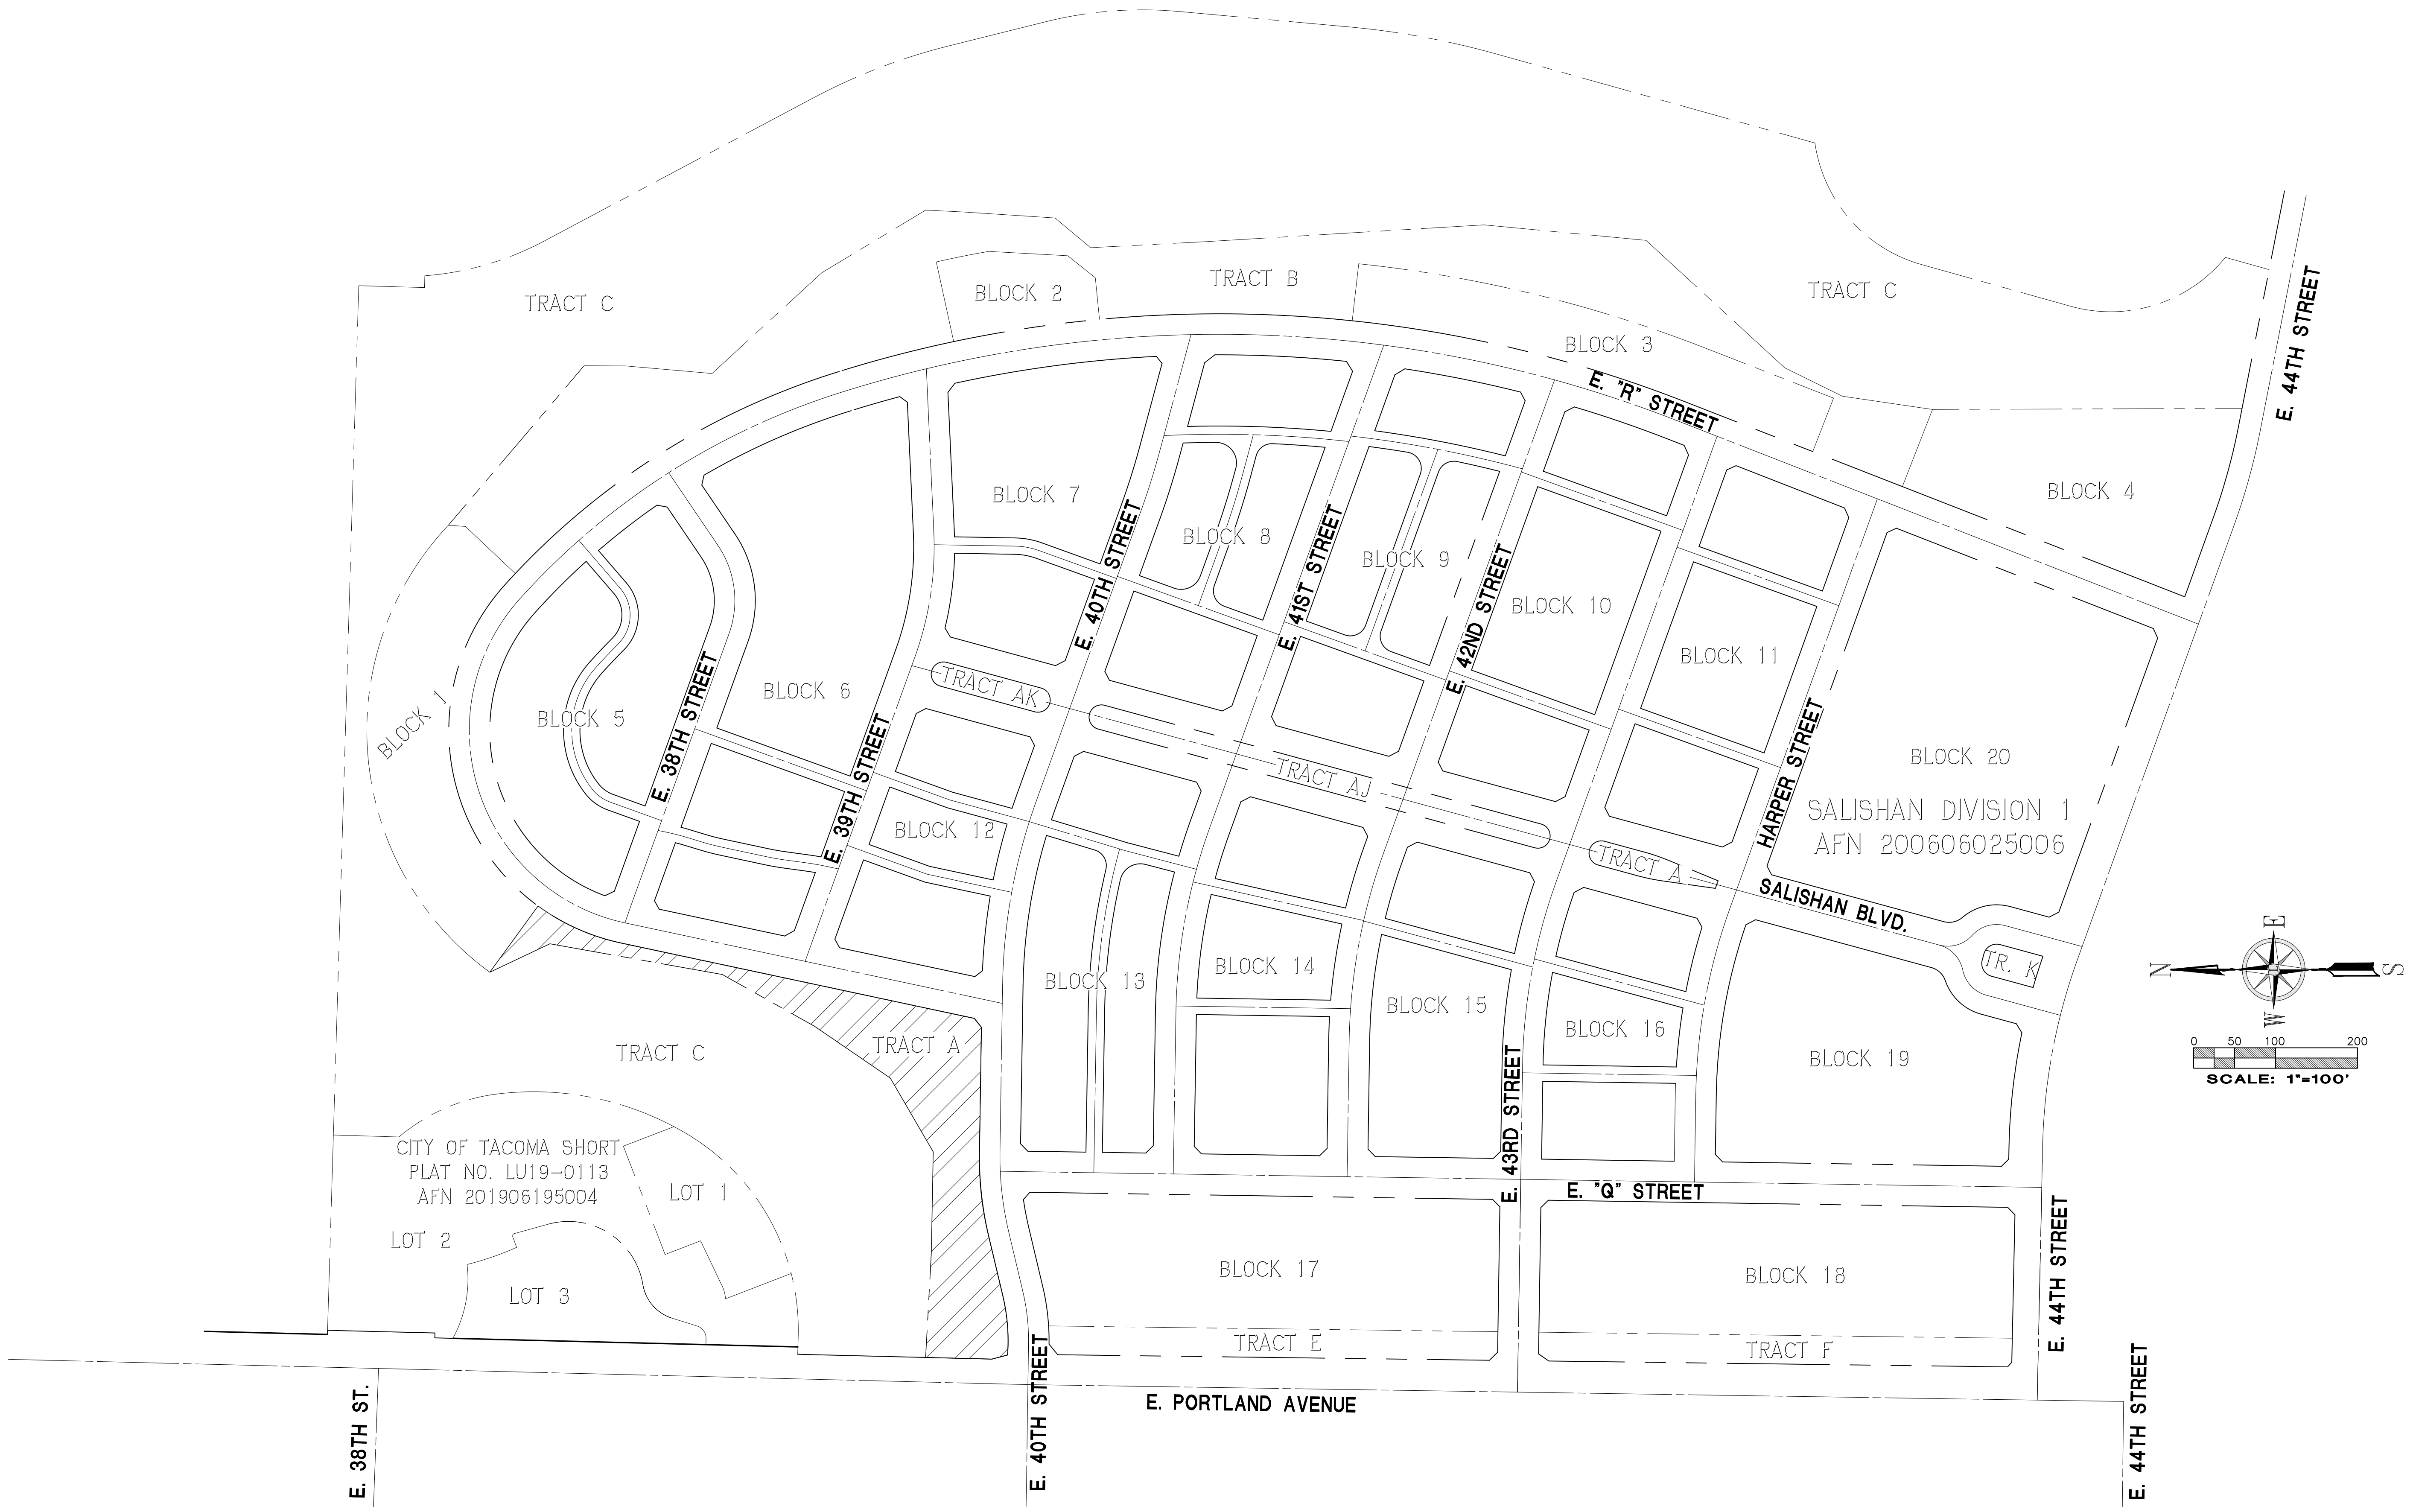 TRACT C
BLOCK 2
TRACT B
TRACT C
BLOCK 3
E. 44TH STREET
E. "R" STREET
BLOCK 4
BLOCK 7
BLOCK 8
BLOCK 9
E. 40TH STREET
E. 41ST STREET
E. 42ND STREET
BLOCK 10
BLOCK 11
BLOCK 1
BLOCK 5
E. 38TH STREET
BLOCK 6
TRACT AK
E. 39TH STREET
TRACT AJ
HARPER STREET
BLOCK 20
SALISHAN DIVISION 1
AFN 200606025006
BLOCK 12
TRACT A
SALISHAN BLVD.
BLOCK 13
BLOCK 14
BLOCK 15
BLOCK 16
TR. K
BLOCK 19
E
N
S
W
0 50 100 200
SCALE: 1"=100'
TRACT C
TRACT A
E. 43RD STREET
CITY OF TACOMA SHORT
PLAT NO. LU19-0113
AFN 201906195004
LOT 1
LOT 2
LOT 3
E. "Q" STREET
BLOCK 17
BLOCK 18
E. 44TH STREET
TRACT E
TRACT F
E. 38TH ST.
E. 40TH STREET
E. PORTLAND AVENUE
E. 44TH STREET